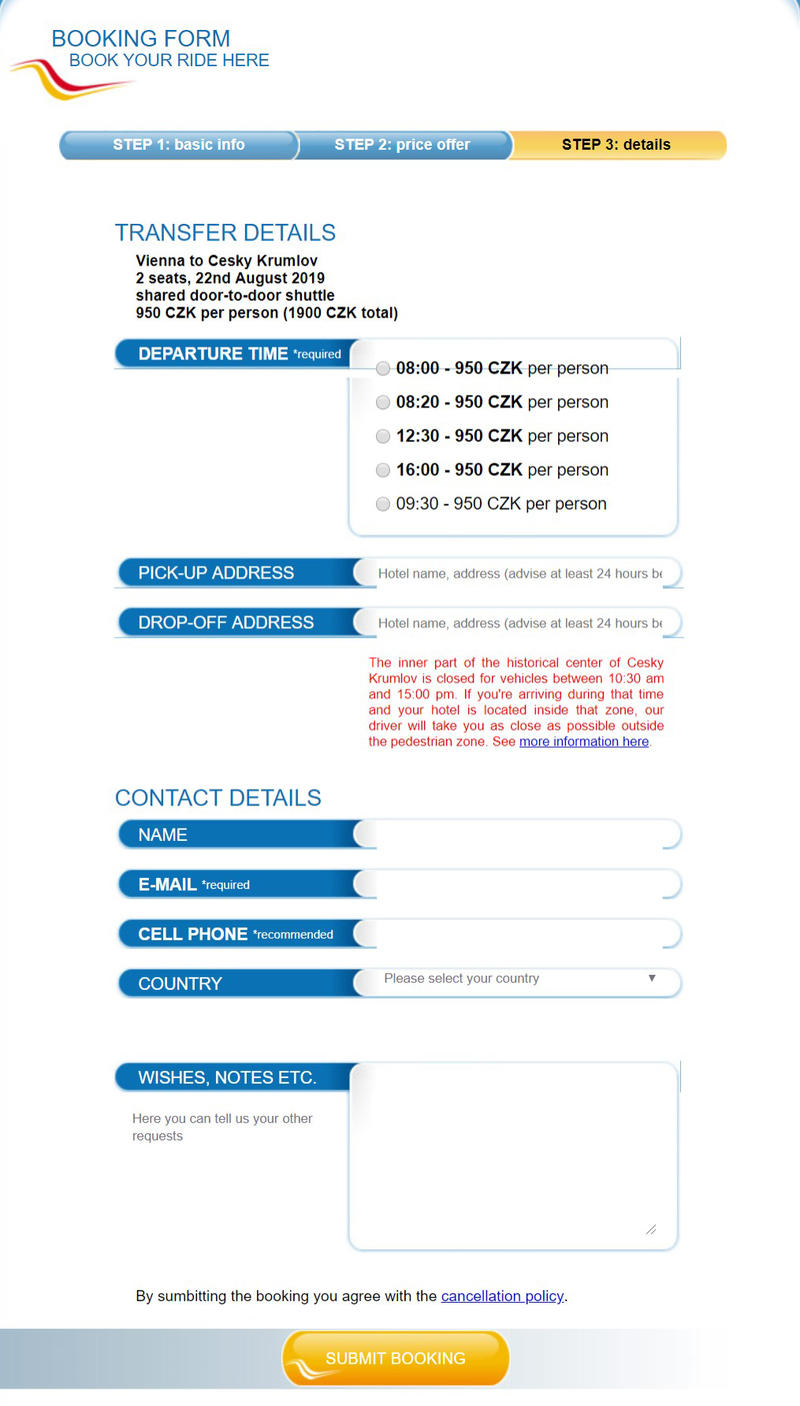 BOOKING FORM
BOOK YOUR RIDE HERE
STEP 1: basic info
STEP 2: price offer
STEP 3: details
TRANSFER DETAILS
Vienna to Cesky Krumlov
2 seats, 22nd August 2019
shared door-to-door shuttle
950 CZK per person (1900 CZK total)
DEPARTURE TIME *required
08:00 - 950 CZK per person
08:20 - 950 CZK per person
12:30 - 950 CZK per person
16:00 - 950 CZK per person
09:30 - 950 CZK per person
PICK-UP ADDRESS
Hotel name, address (advise at least 24 hours be
DROP-OFF ADDRESS
Hotel name, address (advise at least 24 hours be
The inner part of the historical center of Cesky
Krumlov is closed for vehicles between 10:30 am
and 15:00 pm. If you're arriving during that time
and your hotel is located inside that zone, our
driver will take you as close as possible outside
the pedestrian zone. See more information here.
CONTACT DETAILS
NAME
E-MAIL *required
CELL PHONE *recommended
COUNTRY
Please select your country
WISHES, NOTES ETC.
Here you can tell us your other
requests
By sumbitting the booking you agree with the cancellation policy.
SUBMIT BOOKING